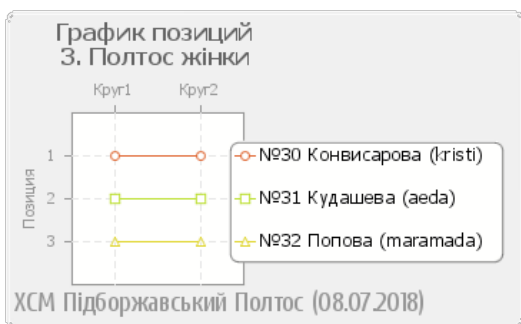 График позиций
3. Полтос жінки
Круг1 Круг2
Позиция
1
2
3
№30 Конвисарова (kristi)
№31 Кудашева (aeda)
№32 Попова (maramada)
ХСМ Підборжавський Полтос (08.07.2018)